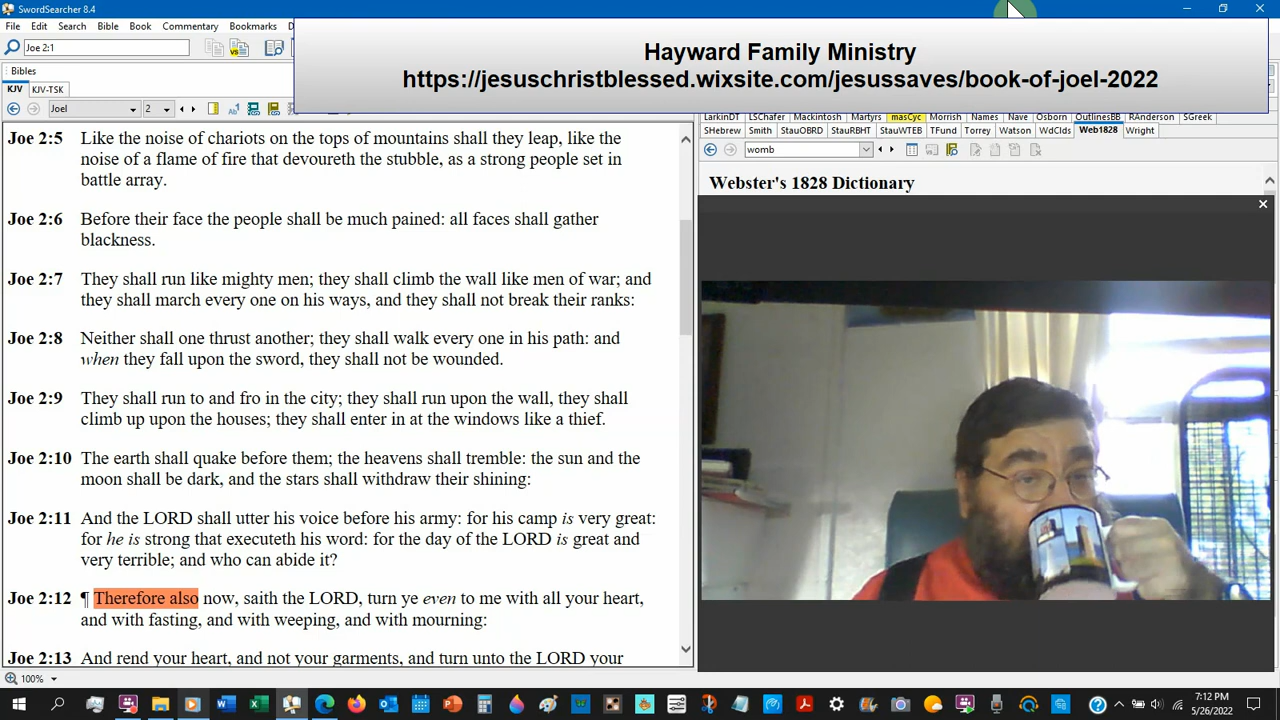 SwordSearcher 8.4
File Edit Search Bible Book Commentary Bookmarks
Hayward Family Ministry
https://jesuschristblessed.wixsite.com/jesussaves/book-of-joel-2022
Joe 2:1
Bibles
KJV KJV-TSK
Joel 2
Joe 2:5 Like the noise of chariots on the tops of mountains shall they leap, like the
noise of a flame of fire that devoureth the stubble, as a strong people set in
battle array.
Joe 2:6 Before their face the people shall be much pained: all faces shall gather
blackness.
Joe 2:7 They shall run like mighty men; they shall climb the wall like men of war; and
they shall march every one on his ways, and they shall not break their ranks:
Joe 2:8 Neither shall one thrust another; they shall walk every one in his path: and
when they fall upon the sword, they shall not be wounded.
Joe 2:9 They shall run to and fro in the city; they shall run upon the wall, they shall
climb up upon the houses; they shall enter in at the windows like a thief.
Joe 2:10 The earth shall quake before them; the heavens shall tremble: the sun and the
moon shall be dark, and the stars shall withdraw their shining:
Joe 2:11 And the LORD shall utter his voice before his army: for his camp is very great:
for he is strong that executeth his word: for the day of the LORD is great and
very terrible; and who can abide it?
Joe 2:12 ¶ Therefore also now, saith the LORD, turn ye even to me with all your heart,
and with fasting, and with weeping, and with mourning:
Joe 2:13 And rend your heart, and not your garments, and turn unto the LORD your
100%
LarkinDT LSChafer Mackintosh Martyrs masCyc Morrish Names Nave Osborn OutlinesBB RAnderson SGreek
SHebrew Smith StauOBRD StauRBHT StauWTEB TFund Torrey Watson WdClds Web1828 Wright
womb
Webster's 1828 Dictionary
7:12 PM
5/26/2022